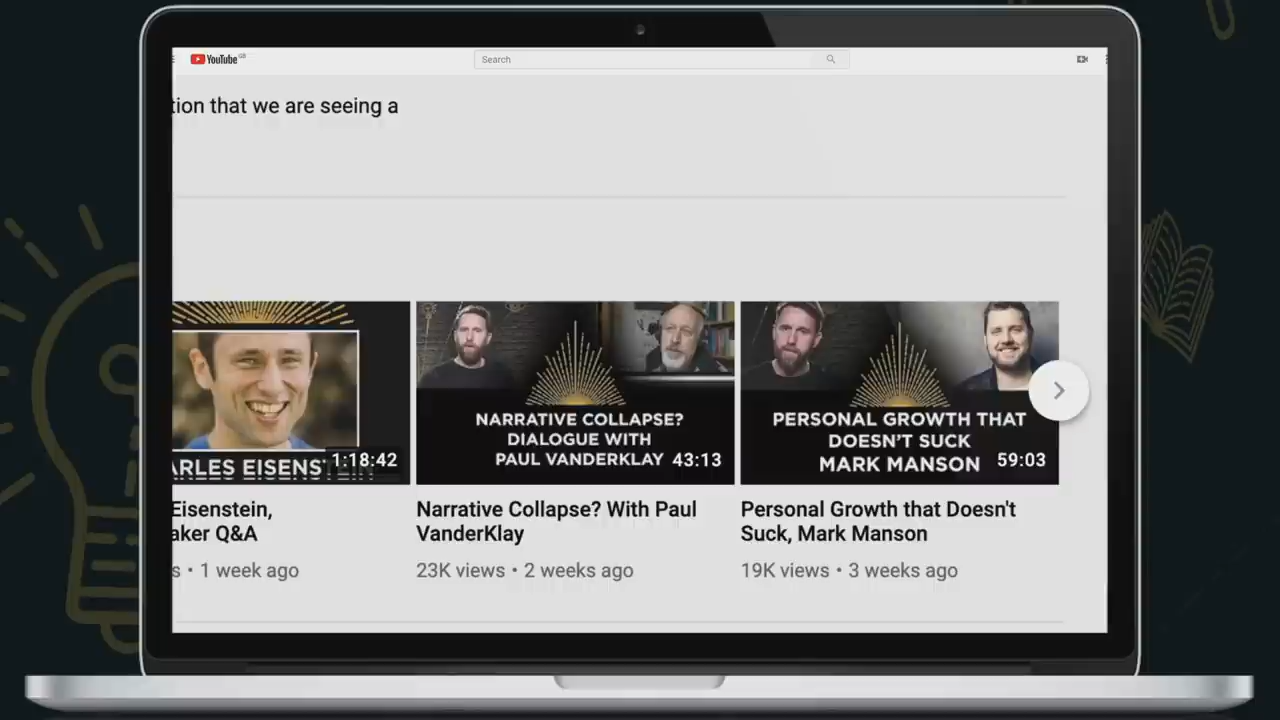 YouTube GB
Search
tion that we are seeing a
ARLES EISENSTEIN
1:18:42
NARRATIVE COLLAPSE?
DIALOGUE WITH
PAUL VANDERKLAY 43:13
PERSONAL GROWTH THAT
DOESN'T SUCK
MARK MANSON 59:03
Eisenstein,
aker Q&A
s • 1 week ago
Narrative Collapse? With Paul
VanderKlay
23K views • 2 weeks ago
Personal Growth that Doesn't
Suck, Mark Manson
19K views • 3 weeks ago